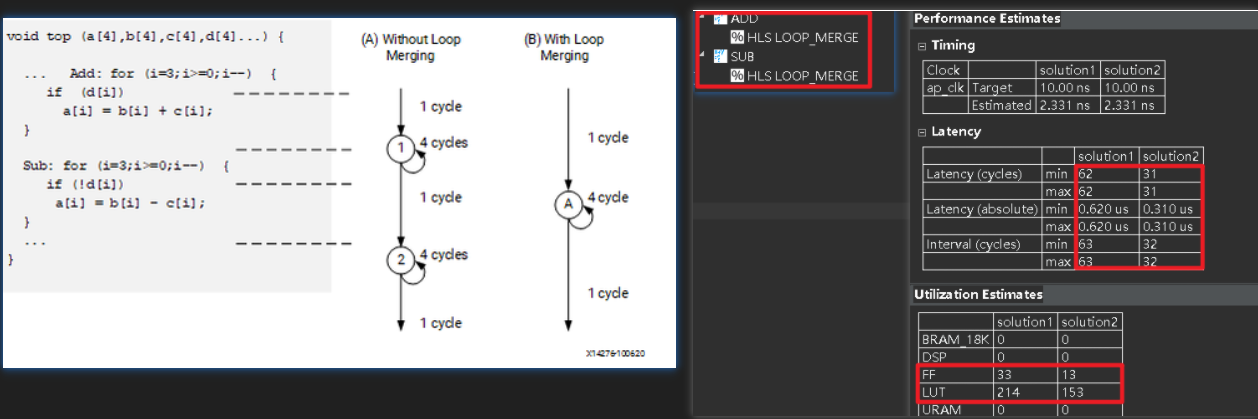 void top (a[4],b[4],c[4],d[4]...) {
... Add: for (i=3;i>=0;i--) {
if (d[i])
a[i] = b[i] + c[i];
}
Sub: for (i=3;i>=0;i--) {
if (!d[i])
a[i] = b[i] - c[i];
}
...
}
(A) Without Loop
Merging
1 cycle
1
4 cycles
1 cycle
2
4 cycles
1 cycle
(B) With Loop
Merging
1 cycle
A
4 cycle
1 cycle
X14276-100620
ADD
% HLS LOOP_MERGE
SUB
% HLS LOOP_MERGE
Performance Estimates
Timing
Clock solution1 solution2
ap_clk Target 10.00 ns 10.00 ns
Estimated 2.331 ns 2.331 ns
Latency
solution1 solution2
Latency (cycles) min 62 31
max 62 31
Latency (absolute) min 0.620 us 0.310 us
max 0.620 us 0.310 us
Interval (cycles) min 63 32
max 63 32
Utilization Estimates
solution1 solution2
BRAM_18K 0 0
DSP 0 0
FF 33 13
LUT 214 153
URAM 0 0